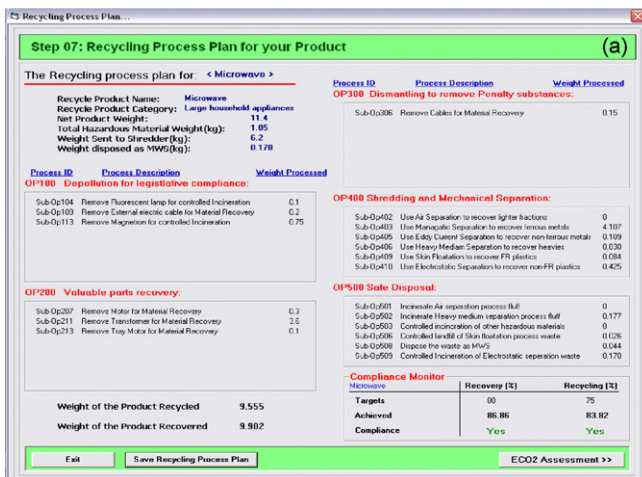 Recycling Process Plan...
Step 07: Recycling Process Plan for your Product
(a)
The Recycling process plan for: < Microwave >
Recycle Product Name: Microwave
Recycle Product Category: Large household appliances
Net Product Weight: 11.4
Total Hazardous Material Weight(kg): 1.05
Weight Sent to Shredder(kg): 6.2
Weight disposed as MWS(kg): 0.170
Process ID Process Description Weight Processed
OP100 Depollution for legistlative compliance:
Sub-Op104 Remove Fluorescent lamp for controlled Incineration 0.1
Sub-Op109 Remove External electric cable for Material Recovery 0.2
Sub-Op113 Remove Magnetron for controlled Incineration 0.75
OP200 Valuable parts recovery:
Sub-Op207 Remove Motor for Material Recovery 0.3
Sub-Op211 Remove Transformer for Material Recovery 3.6
Sub-Op213 Remove Tray Motor for Material Recovery 0.1
Weight of the Product Recycled 9.555
Weight of the Product Recovered 9.902
Process ID Process Description Weight Processed
OP300 Dismantling to remove Penalty substances:
Sub-Op306 Remove Cables for Material Recovery 0.15
OP400 Shredding and Mechanical Separation:
Sub-Op402 Use Air Separation to recover lighter fractions 0
Sub-Op403 Use Managatic Separation to recover ferrous metals 4.107
Sub-Op405 Use Eddy Current Separation to recover non-ferrous metals 0.109
Sub-Op406 Use Heavy Mediam Separation to recover heavies 0.830
Sub-Op409 Use Skin Floatation to recover FR plastics 0.084
Sub-Op410 Use Electrostatic Separation to recover non-FR plastics 0.425
OP500 Safe Disposal:
Sub-Op501 Incinerate Air separation process fluff 0
Sub-Op502 Incinerate Heavy medium separation process fluff 0.177
Sub-Op503 Controlled incineration of other hazardous materials 0
Sub-Op506 Controlled landfill of Skin floatation process waste 0.026
Sub-Op508 Dispose the waste as MWS 0.044
Sub-Op509 Controlled Incineration of Electrostatic seperation waste 0.170
Compliance Monitor
Microwave Recovery (%) Recycling (%)
Targets 80 75
Achieved 86.86 83.82
Compliance Yes Yes
Exit Save Recycling Process Plan ECO2 Assessment >>